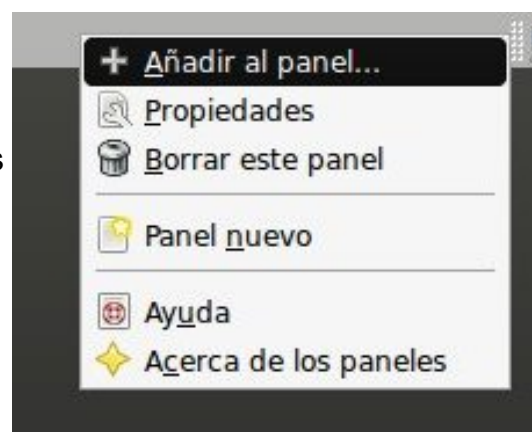 Añadir al panel...
Propiedades
s
Borrar este panel
Panel nuevo
Ayuda
Acerca de los paneles